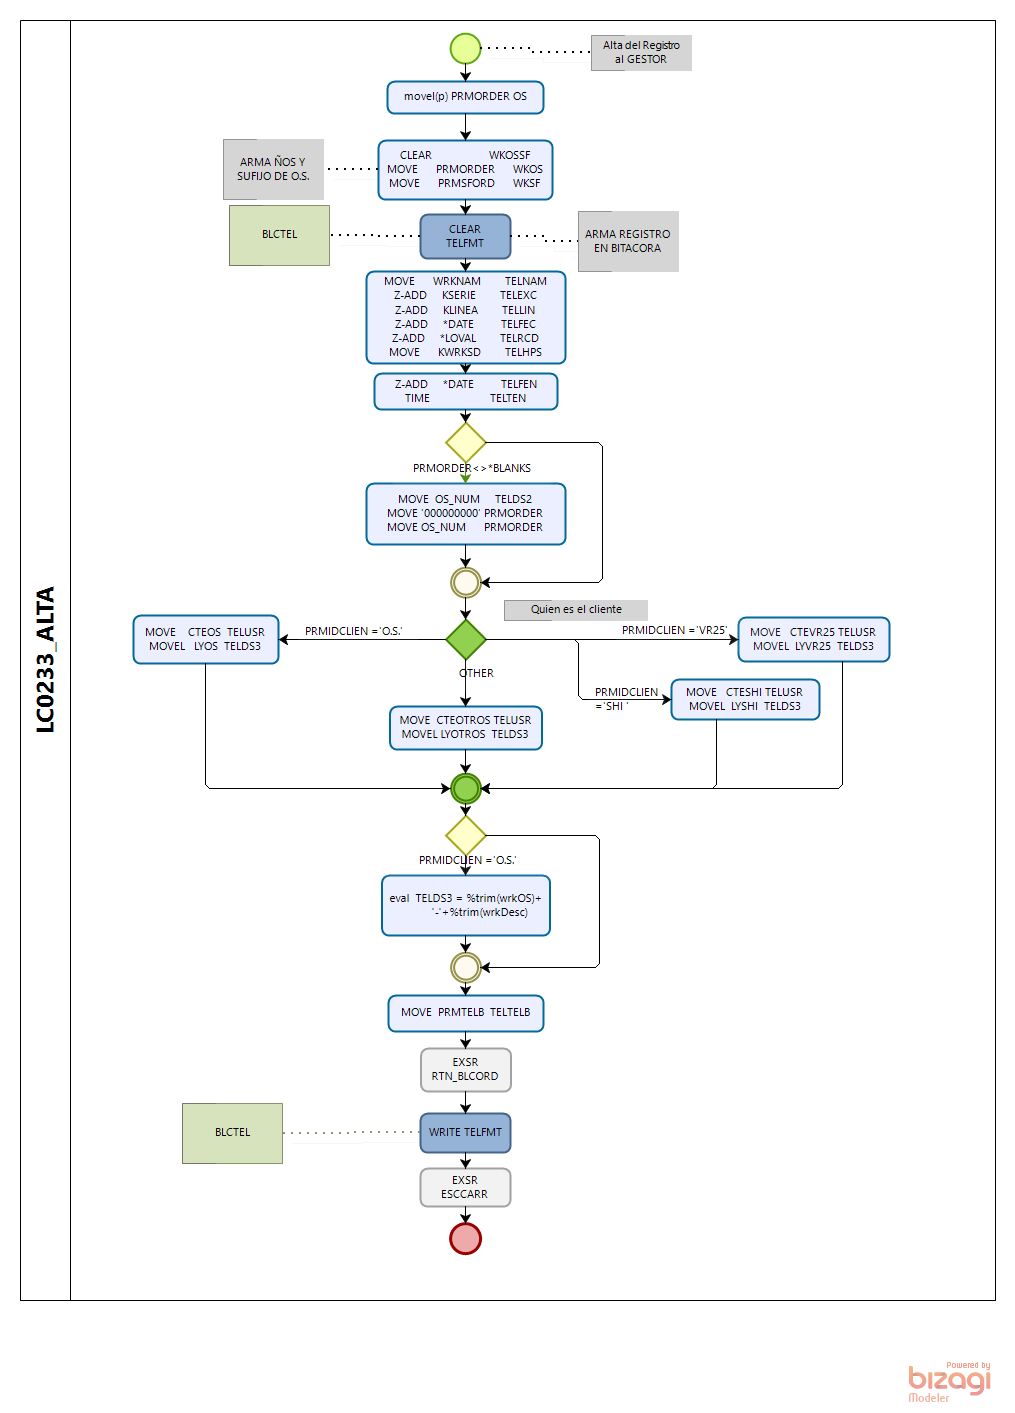 LC0233_ALTA
Alta del Registro
al GESTOR
movel(p) PRMORDER OS
ARMA ÑOS Y
SUFIJO DE O.S.
CLEAR WKOSSF
MOVE PRMORDER WKOS
MOVE PRMSFORD WKSF
BLCTEL
CLEAR
TELFMT
ARMA REGISTRO
EN BITACORA
MOVE WRKNAM TELNAM
Z-ADD KSERIE TELEXC
Z-ADD KLINEA TELLIN
Z-ADD *DATE TELFEC
Z-ADD *LOVAL TELRCD
MOVE KWRKSD TELHPS
Z-ADD *DATE TELFEN
TIME TELTEN
PRMORDER<>*BLANKS
MOVE OS_NUM TELDS2
MOVE '000000000' PRMORDER
MOVE OS_NUM PRMORDER
Quien es el cliente
PRMIDCLIEN ='O.S.'
MOVE CTEOS TELUSR
MOVEL LYOS TELDS3
PRMIDCLIEN ='VR25'
MOVE CTEVR25 TELUSR
MOVEL LYVR25 TELDS3
OTHER
PRMIDCLIEN
='SHI '
MOVE CTESHI TELUSR
MOVEL LYSHI TELDS3
MOVE CTEOTROS TELUSR
MOVEL LYOTROS TELDS3
PRMIDCLIEN ='O.S.'
eval TELDS3 = %trim(wrkOS)+
'-'+%trim(wrkDesc)
MOVE PRMTELB TELTELB
EXSR
RTN_BLCORD
BLCTEL
WRITE TELFMT
EXSR
ESCCARR
Powered by
bizagi
Modeler